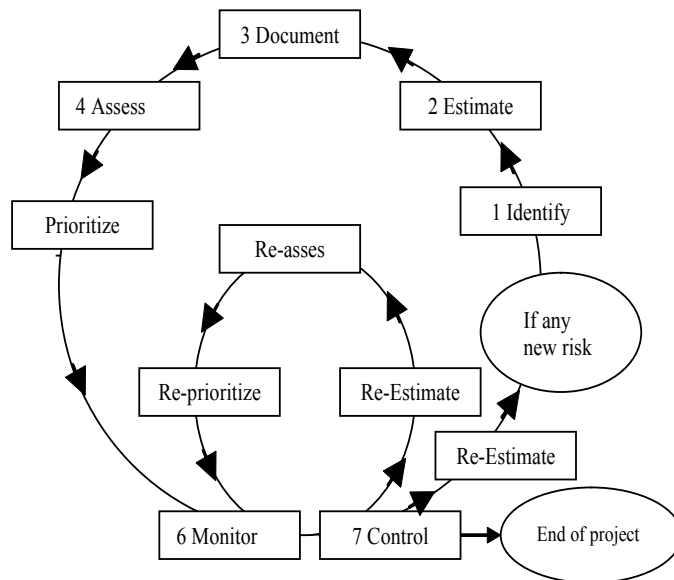 3 Document
4 Assess
2 Estimate
Prioritize
1 Identify
Re-asses
If any
new risk
Re-prioritize
Re-Estimate
Re-Estimate
6 Monitor
7 Control
End of project